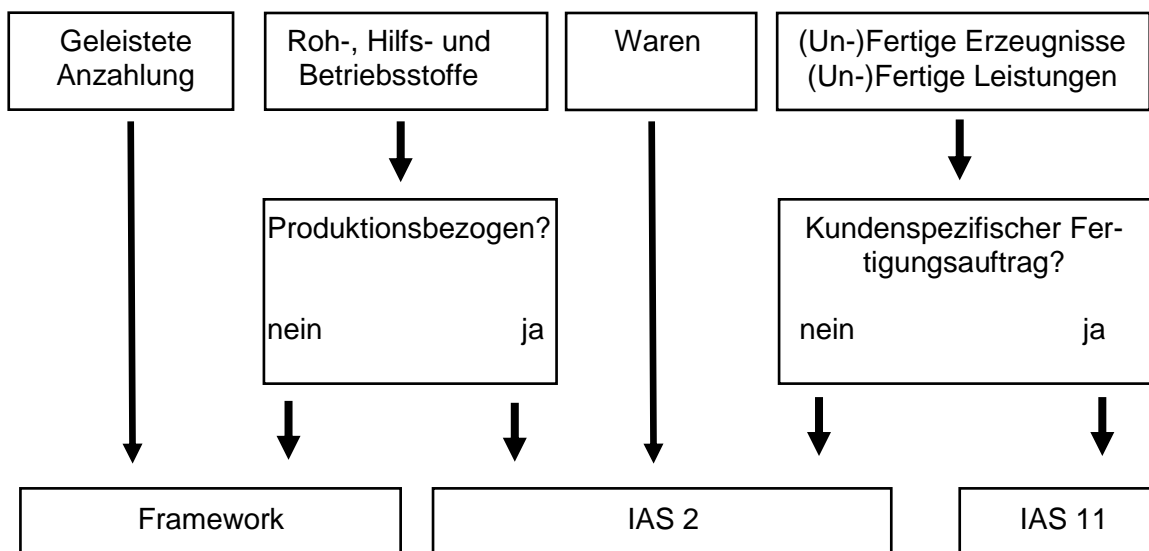 Geleistete
Anzahlung
Roh-, Hilfs- und
Betriebsstoffe
Waren
(Un-)Fertige Erzeugnisse
(Un-)Fertige Leistungen
Produktionsbezogen?
nein ja
Kundenspezifischer Fer-
tigungsauftrag?
nein ja
Framework
IAS 2
IAS 11